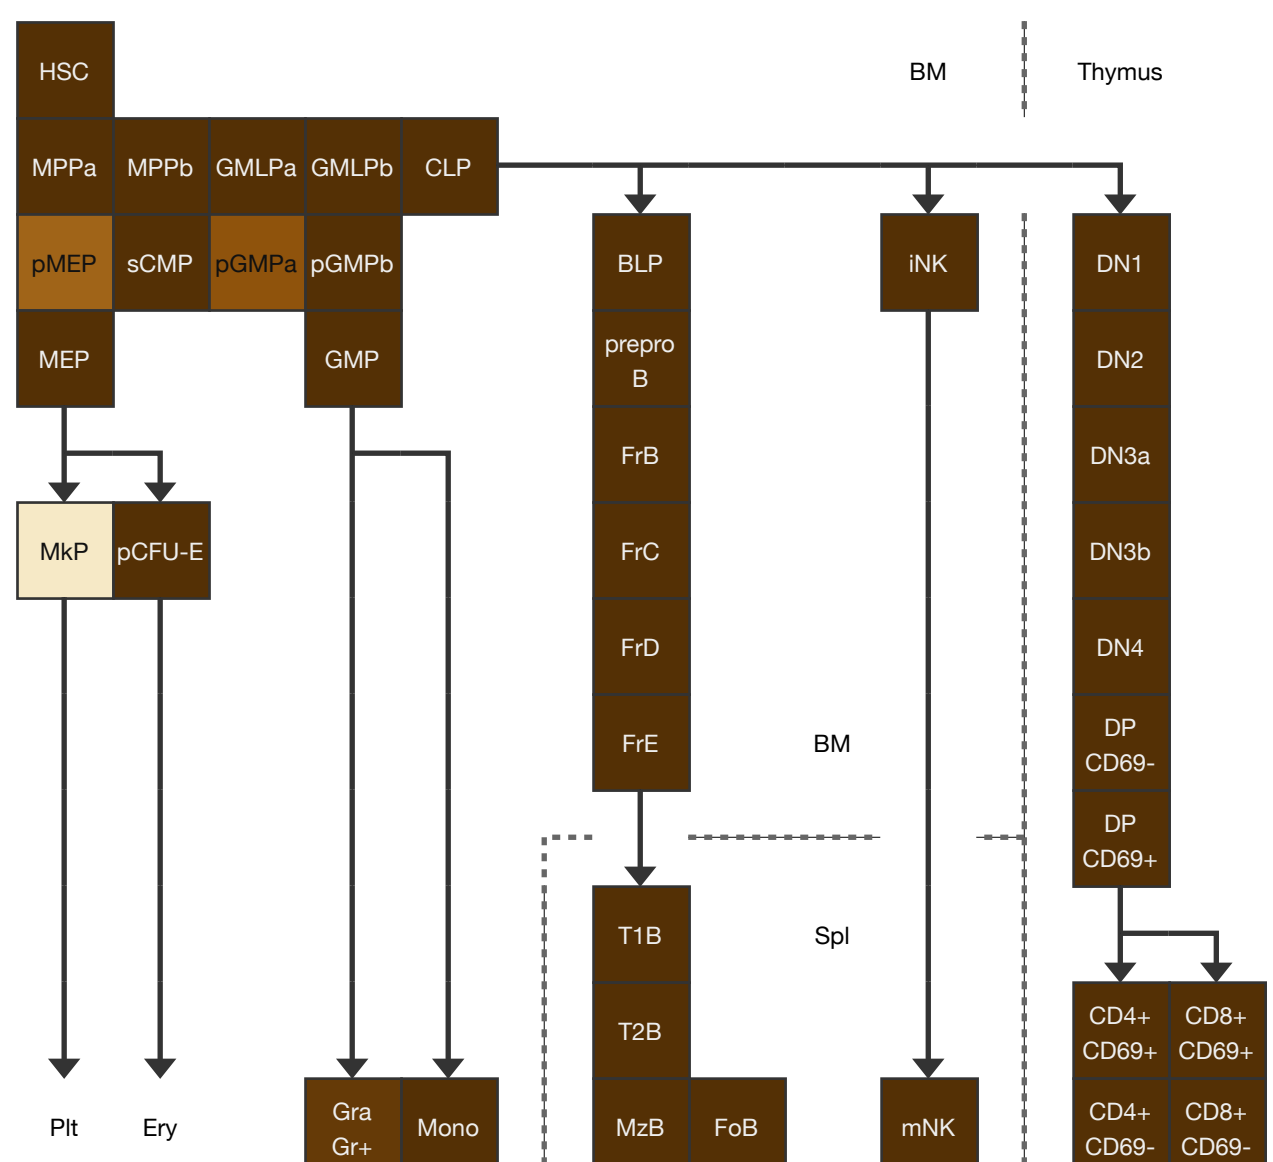 HSC
BM
Thymus
MPPa
MPPb
GMLPa
GMLPb
CLP
pMEP
sCMP
pGMPa
pGMPb
BLP
iNK
DN1
MEP
GMP
prepro
B
DN2
FrB
DN3a
MkP
pCFU-E
FrC
DN3b
FrD
DN4
FrE
BM
DP
CD69-
DP
CD69+
T1B
Spl
T2B
CD4+
CD69+
CD8+
CD69+
Plt
Ery
Gra
Gr+
Mono
MzB
FoB
mNK
CD4+
CD69-
CD8+
CD69-